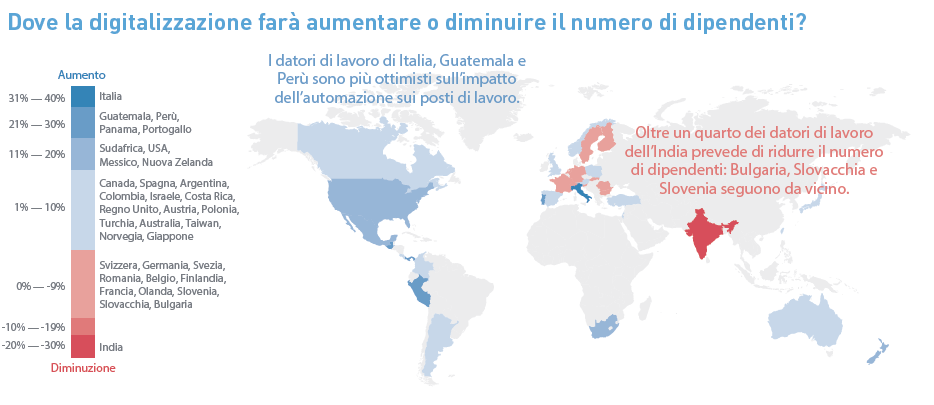 Dove la digitalizzazione farà aumentare o diminuire il numero di dipendenti?
I datori di lavoro di Italia, Guatemala e
Perù sono più ottimisti sull'impatto
dell'automazione sui posti di lavoro.
Oltre un quarto dei datori di lavoro
dell'India prevede di ridurre il numero
di dipendenti: Bulgaria, Slovacchia e
Slovenia seguono da vicino.
Aumento
31% — 40% Italia
21% — 30% Guatemala, Perù,
Panama, Portogallo
11% — 20% Sudafrica, USA,
Messico, Nuova Zelanda
1% — 10% Canada, Spagna, Argentina,
Colombia, Israele, Costa Rica,
Regno Unito, Austria, Polonia,
Turchia, Australia, Taiwan,
Norvegia, Giappone
0% — -9% Svizzera, Germania, Svezia,
Romania, Belgio, Finlandia,
Francia, Olanda, Slovenia,
Slovacchia, Bulgaria
-10% — -19%
-20% — -30% India
Diminuzione